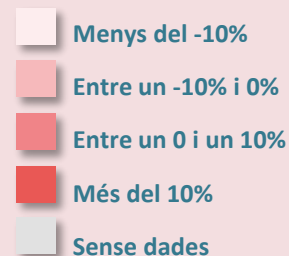 Menys del -10%
Entre un -10% i 0%
Entre un 0 i un 10%
Més del 10%
Sense dades